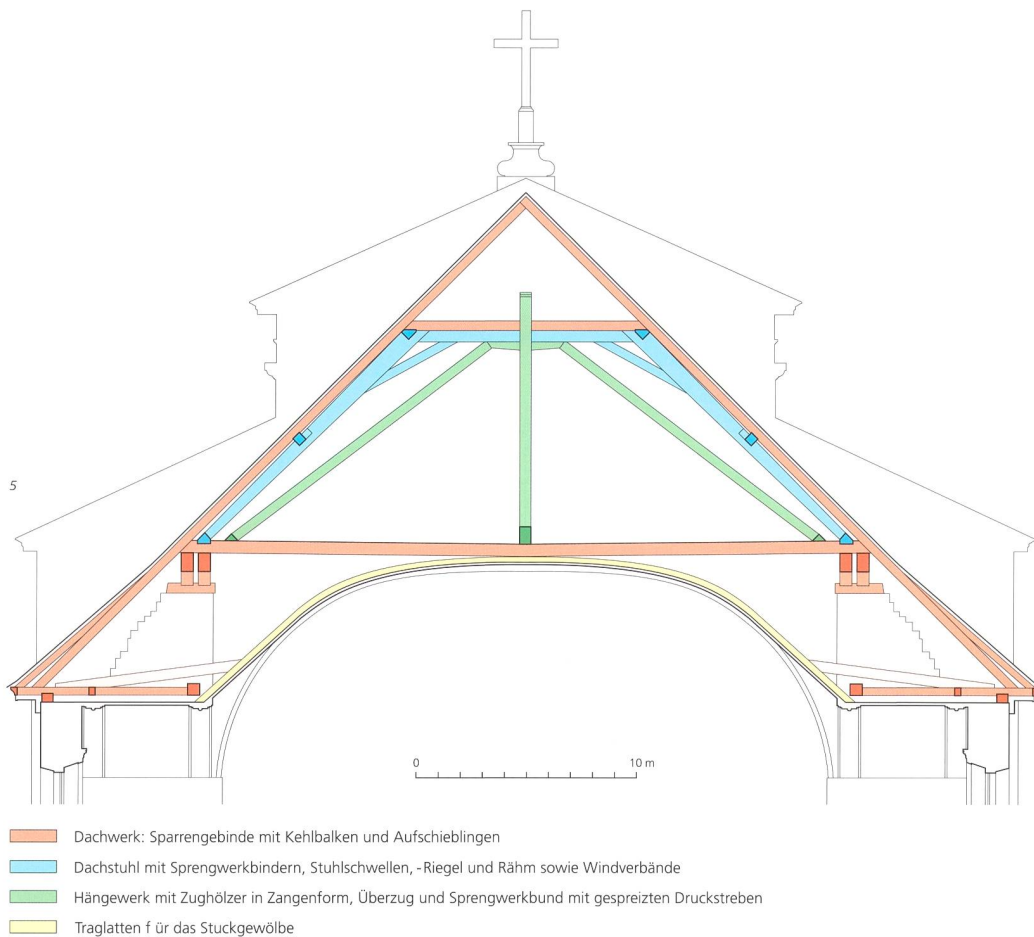 5
0 10 m
Dachwerk: Sparrengebinde mit Kehlbalken und Aufschieblingen
Dachstuhl mit Sprengwerkbindern, Stuhlschwellen, -Riegel und Rähm sowie Windverbände
Hängewerk mit Zughölzer in Zangenform, Überzug und Sprengwerkbund mit gespreizten Druckstreben
Traglatten f ür das Stuckgewölbe